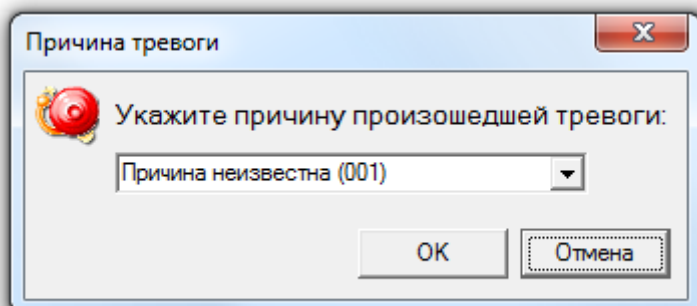 Причина тревоги
Укажите причину произошедшей тревоги:
Причина неизвестна (001)
OK
Отмена